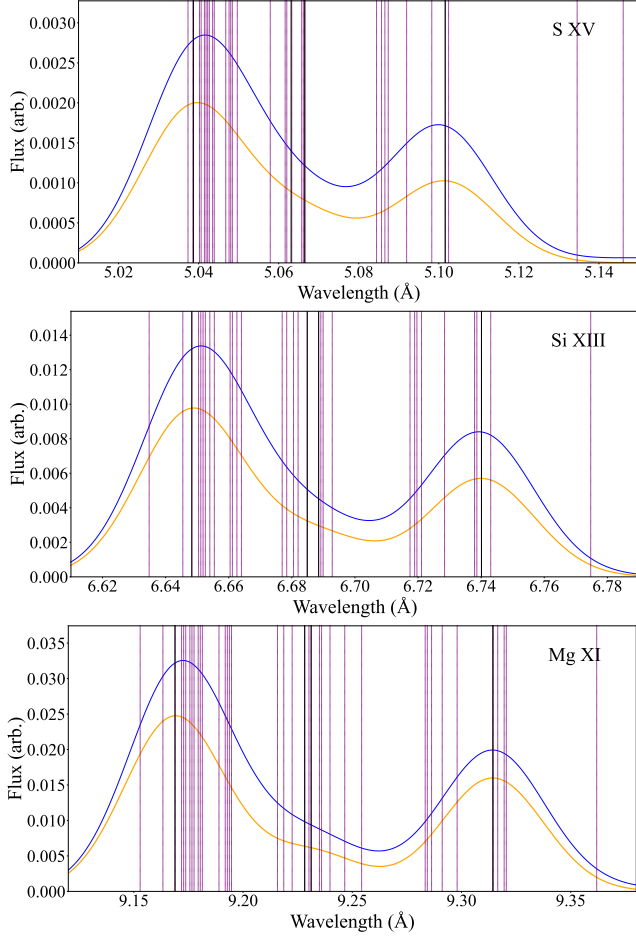 S XV
Flux (arb.)
0.0030
0.0025
0.0020
0.0015
0.0010
0.0005
0.0000
5.02 5.04 5.06 5.08 5.10 5.12 5.14
Wavelength (Å)
Si XIII
Flux (arb.)
0.014
0.012
0.010
0.008
0.006
0.004
0.002
0.000
6.62 6.64 6.66 6.68 6.70 6.72 6.74 6.76 6.78
Wavelength (Å)
Mg XI
Flux (arb.)
0.035
0.030
0.025
0.020
0.015
0.010
0.005
0.000
9.15 9.20 9.25 9.30 9.35
Wavelength (Å)